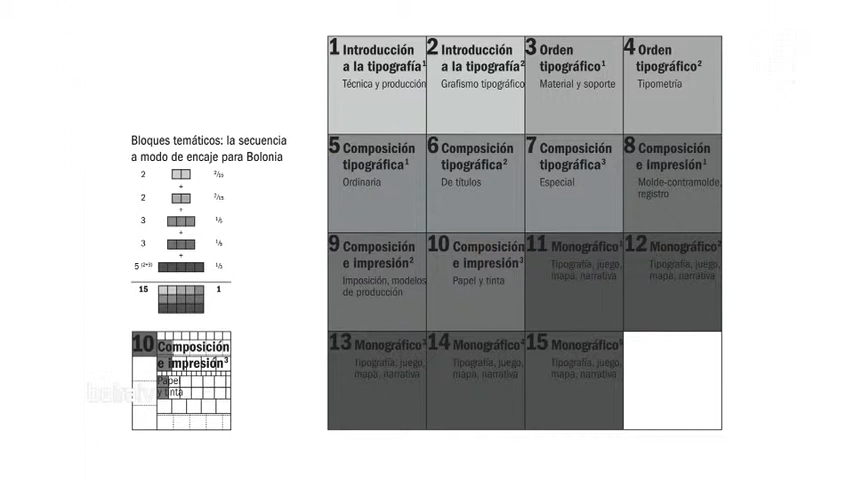 Bloques temáticos: la secuencia
a modo de encaje para Bolonia
2 2/15
+
2 2/15
+
3 1/5
+
3 1/5
+
5 (2+3) 1/3
15 1
10 Composición
e impresión3
Papel
y tinta
1 Introducción
a la tipografía1
Técnica y producción
2 Introducción
a la tipografía2
Grafismo tipográfico
3 Orden
tipográfico1
Material y soporte
4 Orden
tipográfico2
Tipometría
5 Composición
tipográfica1
Ordinaria
6 Composición
tipográfica2
De títulos
7 Composición
tipográfica3
Especial
8 Composición
e impresión1
Molde-contramolde,
registro
9 Composición
e impresión2
Imposición, modelos
de producción
10 Composición
e impresión3
Papel y tinta
11 Monográfico1
Tipografía, juego,
mapa, narrativa
12 Monográfico2
Tipografía, juego,
mapa, narrativa
13 Monográfico3
Tipografía, juego,
mapa, narrativa
14 Monográfico4
Tipografía, juego,
mapa, narrativa
15 Monográfico5
Tipografía, juego,
mapa, narrativa